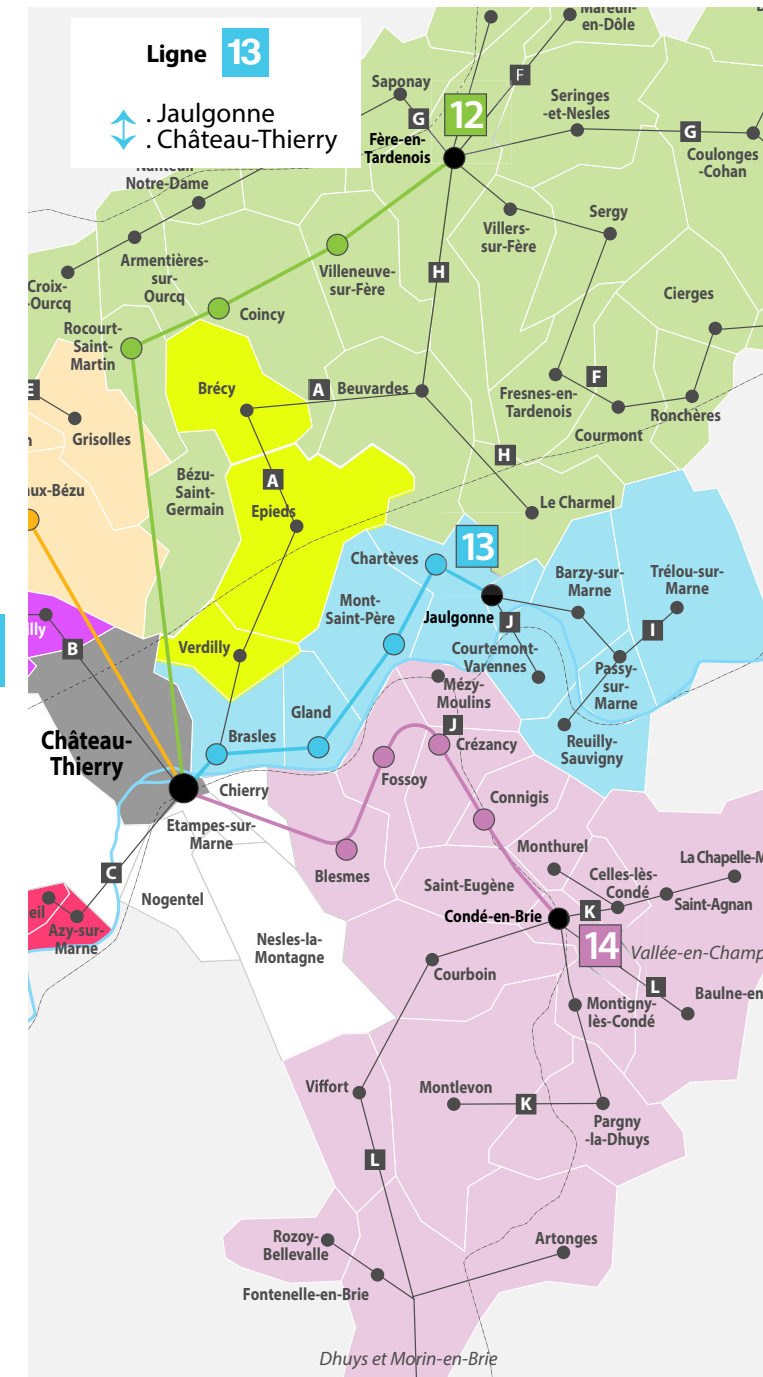 Ligne 13
. Jaulgonne
. Château-Thierry
en-Dôle
F
Saponay
G
12
Seringes
-et-Nesles
G
Coulonges
-Cohan
Fère-en-
Tardenois
Notre-Dame
Armentières-
sur-
Ourcq
Croix-
-Ourcq
Villeneuve-
sur-Fère
H
Villers-
sur-Fère
Sergy
Cierges
Coincy
Rocourt-
Saint-
Martin
Brécy
A
Beuvardes
Fresnes-en-
Tardenois
F
Courmont
Ronchères
E
Grisolles
H
Bézu-
Saint-
Germain
A
Epieds
aux-Bézu
Le Charmel
13
Chartèves
Barzy-sur-
Marne
Trélou-sur-
Marne
Mont-
Saint-Père
Jaulgonne
J
I
Courtemont-
Varennes
Passy-
sur-
Marne
illy
B
Verdilly
Mézy-
Moulins
Gland
Brasles
J
Crézancy
Reuilly-
Sauvigny
Château-
Thierry
Chierry
Fossoy
Connigis
Etampes-sur-
Marne
Monthurel
Blesmes
La Chapelle-M
Celles-lès-
Condé
C
Saint-Eugène
Saint-Agnan
Nogentel
eil
Azy-sur-
Marne
Condé-en-Brie
K
14
Vallée-en-Champ
Nesles-la-
Montagne
Courboin
L
Baulne-en
Montigny-
lès-Condé
Viffort
Montlevon
K
Pargny
-la-Dhuys
L
Rozoy-
Bellevalle
Artonges
Fontenelle-en-Brie
Dhuys et Morin-en-Brie